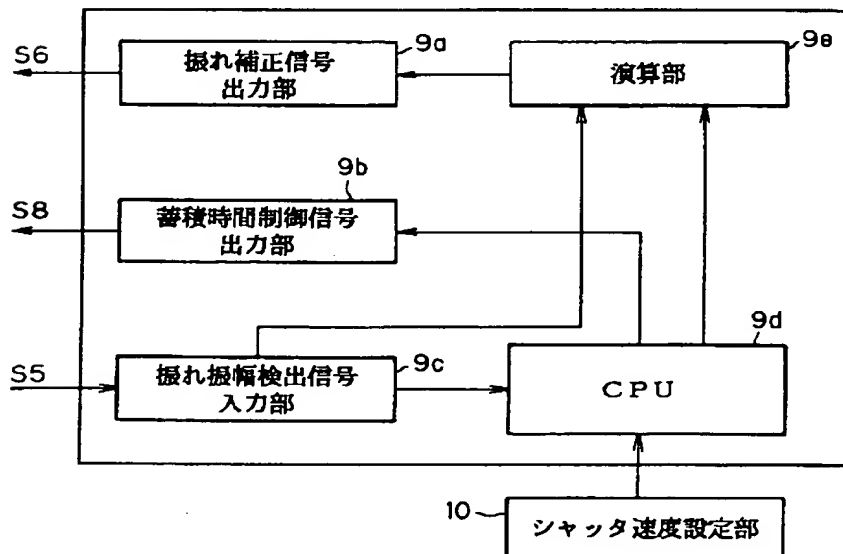 S6
振れ補正信号
出力部
9a
演算部
9e
S8
蓄積時間制御信号
出力部
9b
S5
振れ振幅検出信号
入力部
9c
CPU
9d
10
シャッタ速度設定部